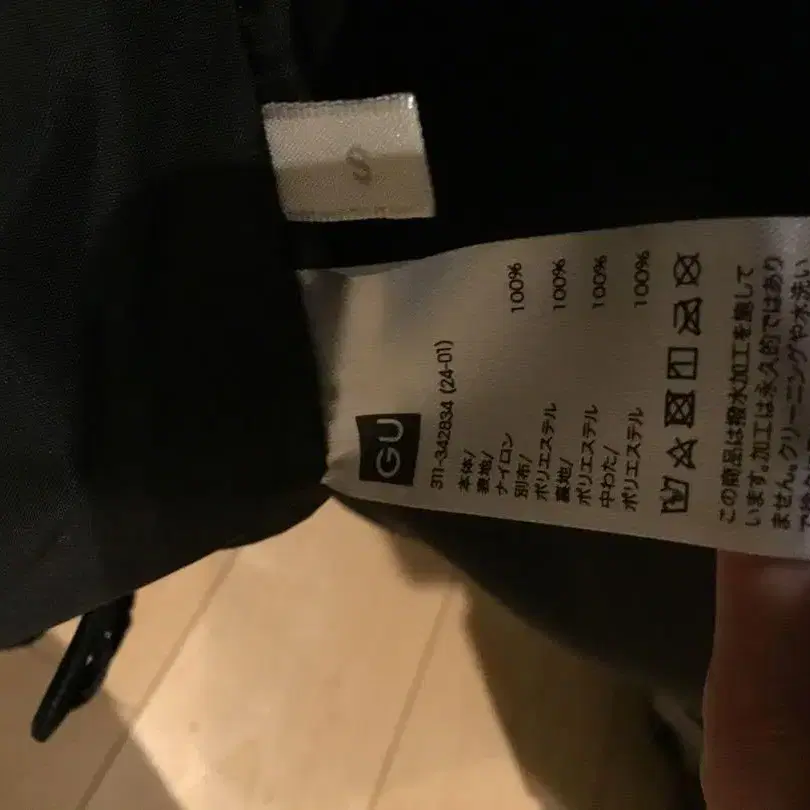 S
GU
311-342834 (24-01)
本体/
表地/
ナイロン 100%
別布/
ポリエステル 100%
裏地/
ポリエステル 100%
中わた/
ポリエステル 100%
この商品は撥水加工を施して
います。加工は永久的ではあり
ません。クリーニングや水洗い